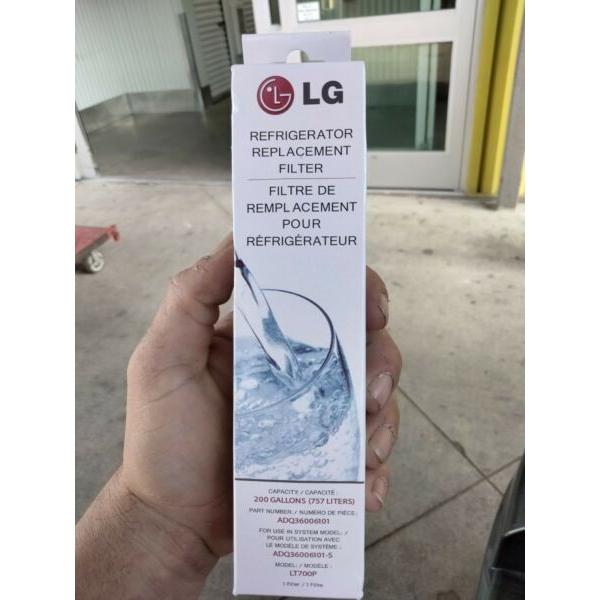 LG
REFRIGERATOR
REPLACEMENT
FILTER
FILTRE DE
REMPLACEMENT
POUR
RÉFRIGÉRATEUR
CAPACITY: / CAPACITÉ :
200 GALLONS (757 LITERS)
PART NUMBER: / NUMÉRO DE PIÈCE:
ADQ36006101
FOR USE IN SYSTEM MODEL: /
POUR UTILISATION AVEC
LE MODÈLE DE SYSTÈME :
ADQ36006101-S
MODEL: / MODÈLE :
LT700P
1 Filter / 1 Filtre